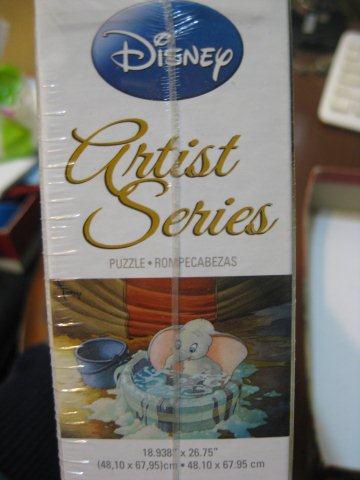 Disney
Artist
Series
PUZZLE • ROMPECABEZAS
18.938" x 26.75"
(48,10 x 67,95)cm • 48.10 x 67.95 cm